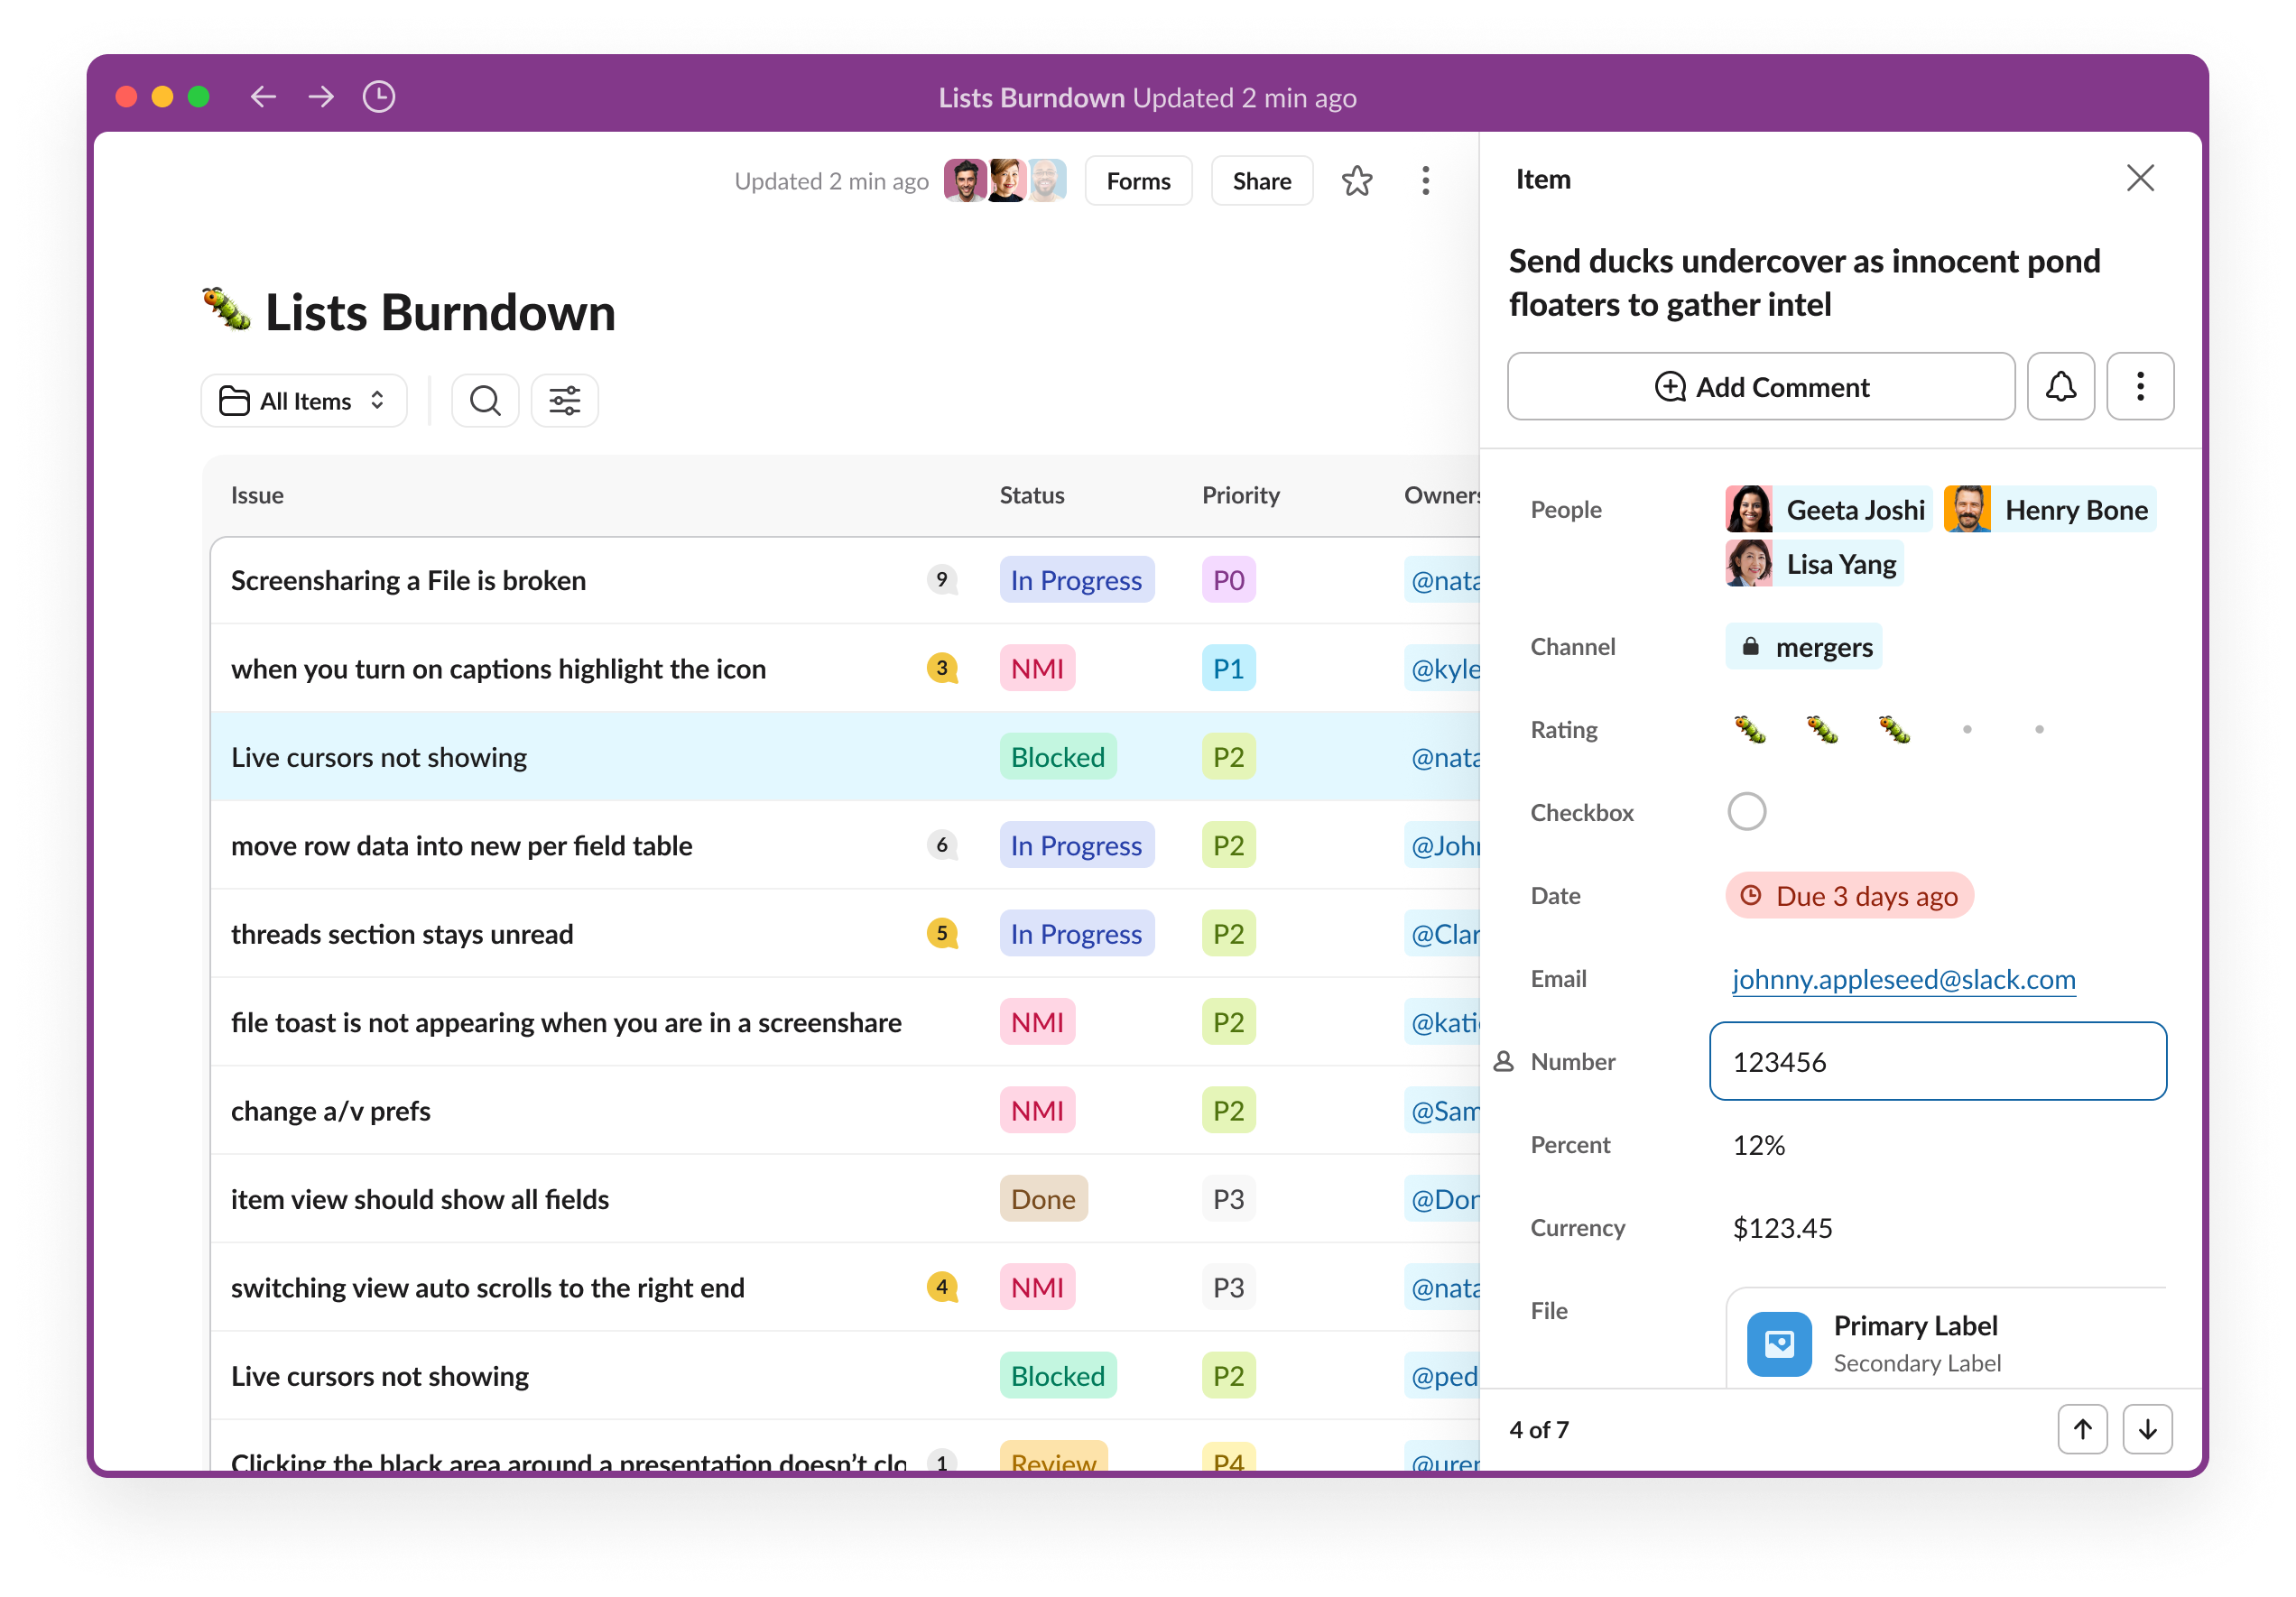 Lists Burndown Updated 2 min ago
Updated 2 min ago
Forms
Share
Lists Burndown
All Items
Issue Status Priority Owners
Screensharing a File is broken 9 In Progress P0 @nata
when you turn on captions highlight the icon 3 NMI P1 @kyle
Live cursors not showing Blocked P2 @nata
move row data into new per field table 6 In Progress P2 @John
threads section stays unread 5 In Progress P2 @Clar
file toast is not appearing when you are in a screenshare NMI P2 @katie
change a/v prefs NMI P2 @Sam
item view should show all fields Done P3 @Don
switching view auto scrolls to the right end 4 NMI P3 @nata
Live cursors not showing Blocked P2 @ped
Clicking the black area around a presentation doesn’t clo 1 Review P4 @uren
Item
Send ducks undercover as innocent pond
floaters to gather intel
Add Comment
People Geeta Joshi Henry Bone
Lisa Yang
Channel mergers
Rating
Checkbox
Date Due 3 days ago
Email johnny.appleseed@slack.com
Number 123456
Percent 12%
Currency $123.45
File Primary Label
Secondary Label
4 of 7